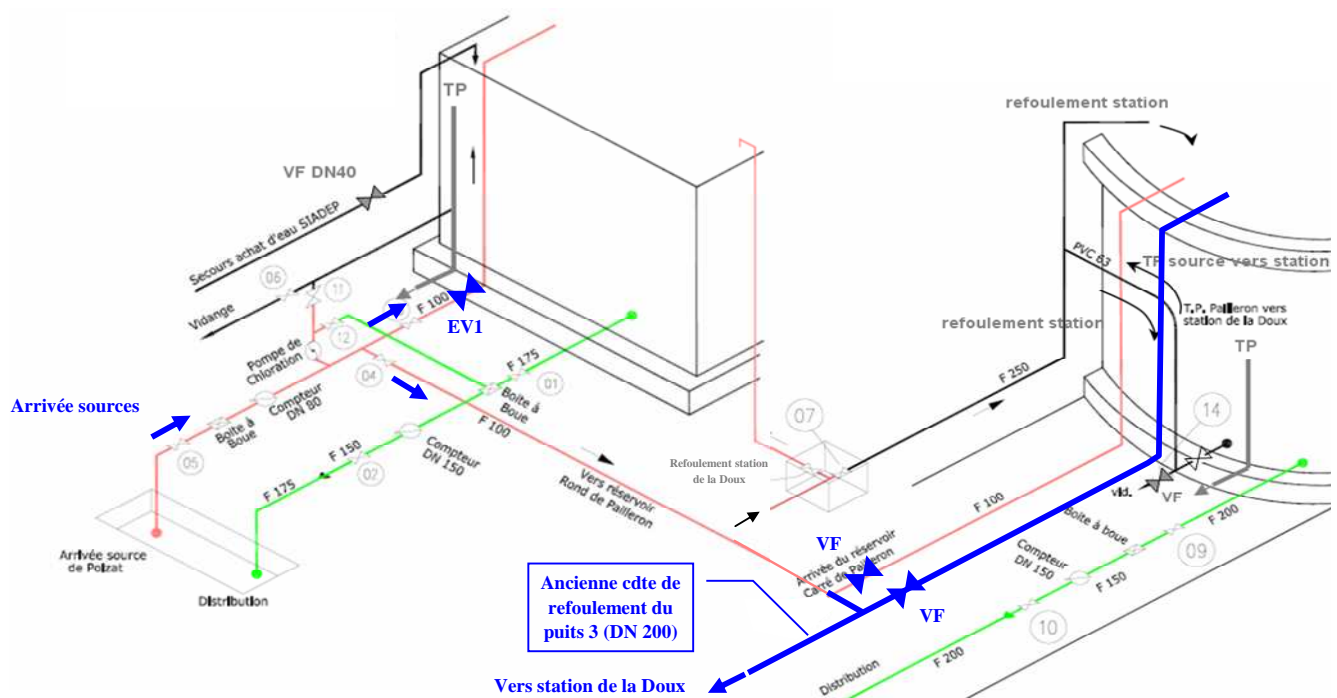 TP
VF DN40
Secours achat d'eau SIADEP
06
11
Vidange
12
F 100
EV1
Pompe de
Chloration
04
F 175
01
Boite à
Boue
Arrivée sources
Compteur
DN 80
Boite à
Boue
05
F 100
F 150
02
Compteur
DN 150
F 175
Arrivée source
de Polzat
Distribution
Vers réservoir
Rond de Pailleron
refoulement station
PVC 63
TP source vers station
T.P. Pailleron vers
station de la Doux
refoulement station
TP
F 250
07
14
Refoulement station
de la Doux
vid.
VF
F 100
F 200
Boite à boue
09
Compteur
DN 150
F 150
10
VF
Arrivée du réservoir
Carré de Pailleron
VF
Ancienne cdte de
refoulement du
puits 3 (DN 200)
F 200
Distribution
Vers station de la Doux